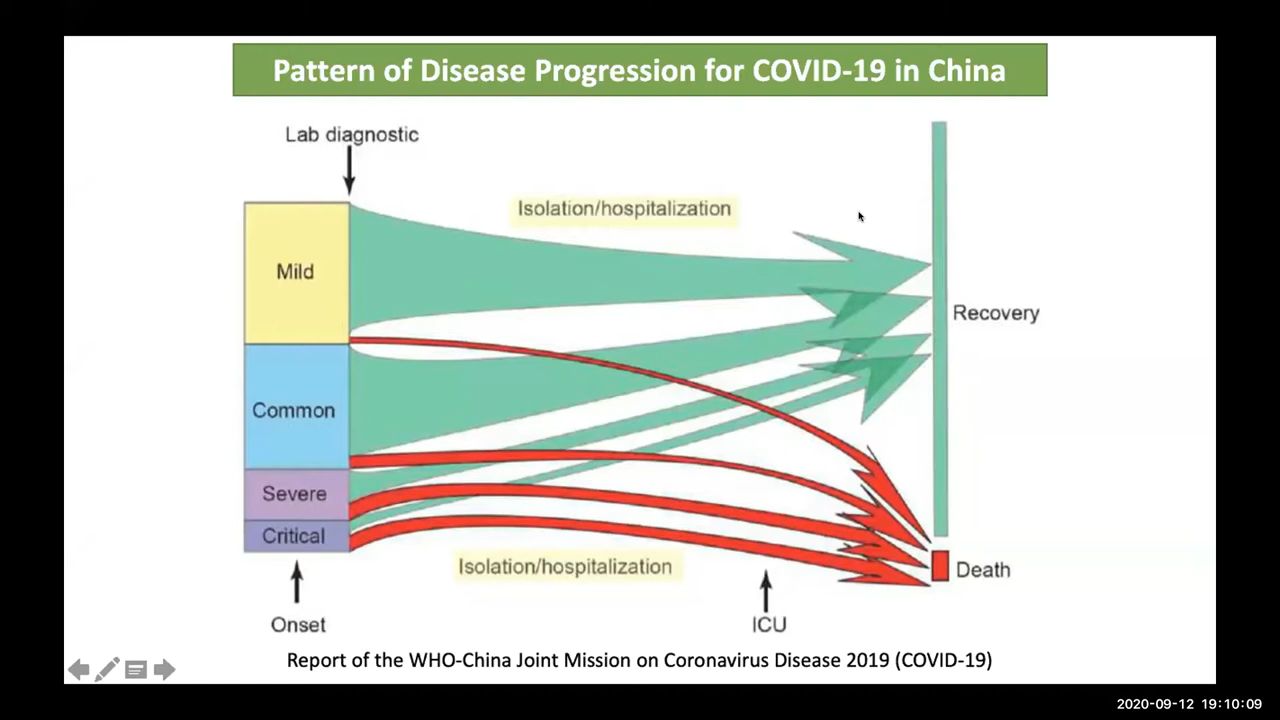 Pattern of Disease Progression for COVID-19 in China
Lab diagnostic
Isolation/hospitalization
Mild
Recovery
Common
Severe
Critical
Isolation/hospitalization
Death
Onset
ICU
Report of the WHO-China Joint Mission on Coronavirus Disease 2019 (COVID-19)
2020-09-12 19:10:09